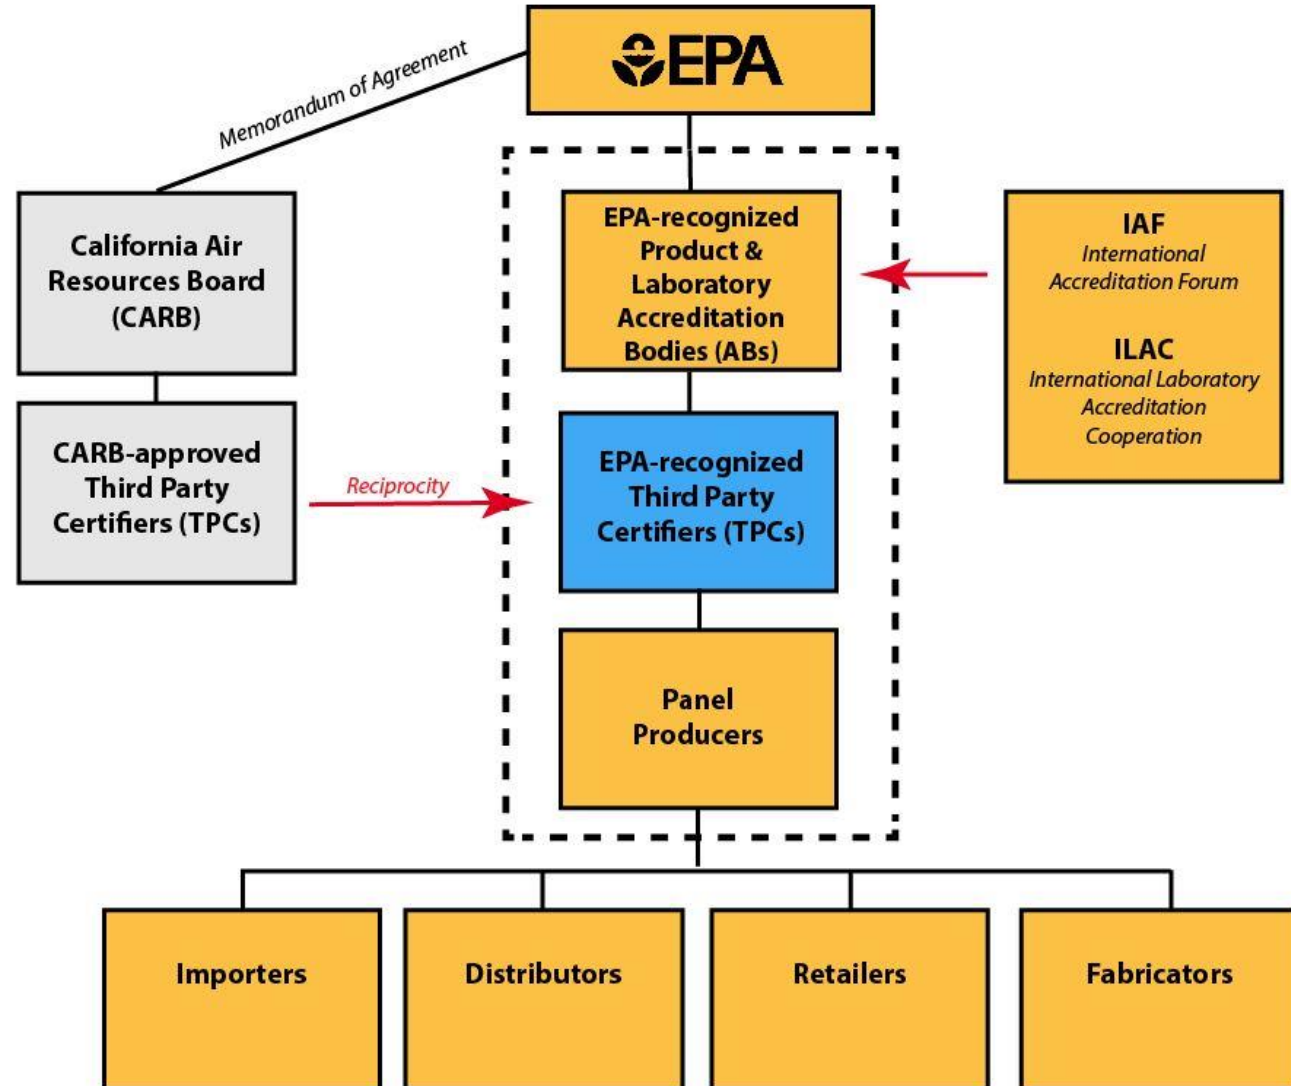 EPA
Memorandum of Agreement
California Air
Resources Board
(CARB)
EPA-recognized
Product &
Laboratory
Accreditation
Bodies (ABs)
IAF
International
Accreditation Forum
ILAC
International Laboratory
Accreditation
Cooperation
CARB-approved
Third Party
Certifiers (TPCs)
Reciprocity
EPA-recognized
Third Party
Certifiers (TPCs)
Panel
Producers
Importers
Distributors
Retailers
Fabricators